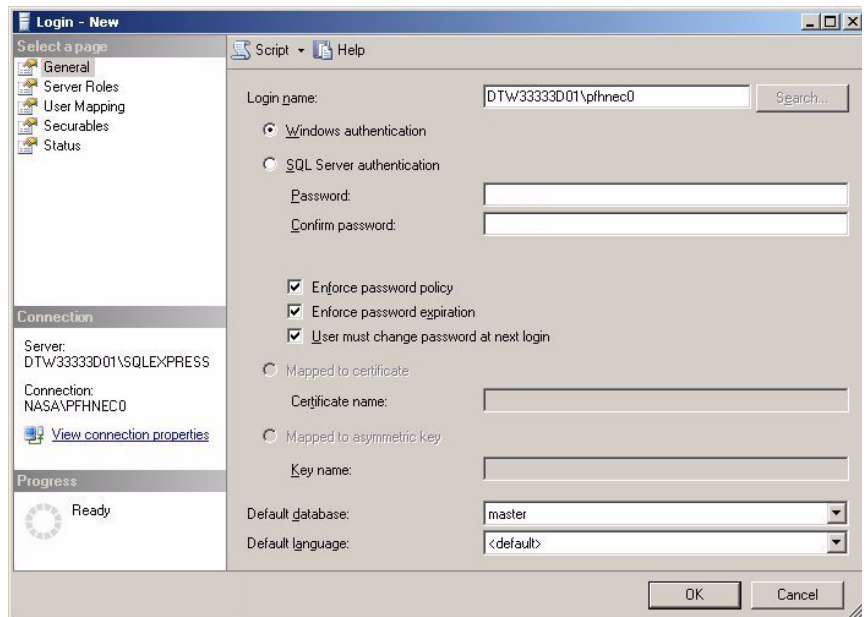 Login - New
Select a page
General
Server Roles
User Mapping
Securables
Status
Script
Help
Login name:
DTW33333D01\pfhnec0
Search...
Windows authentication
SQL Server authentication
Password:
Confirm password:
Enforce password policy
Enforce password expiration
User must change password at next login
Mapped to certificate
Certificate name:
Mapped to asymmetric key
Key name:
Default database:
master
Default language:
<default>
Connection
Server:
DTW33333D01\SQLEXPRESS
Connection:
NASA\PFHNEC0
View connection properties
Progress
Ready
OK
Cancel